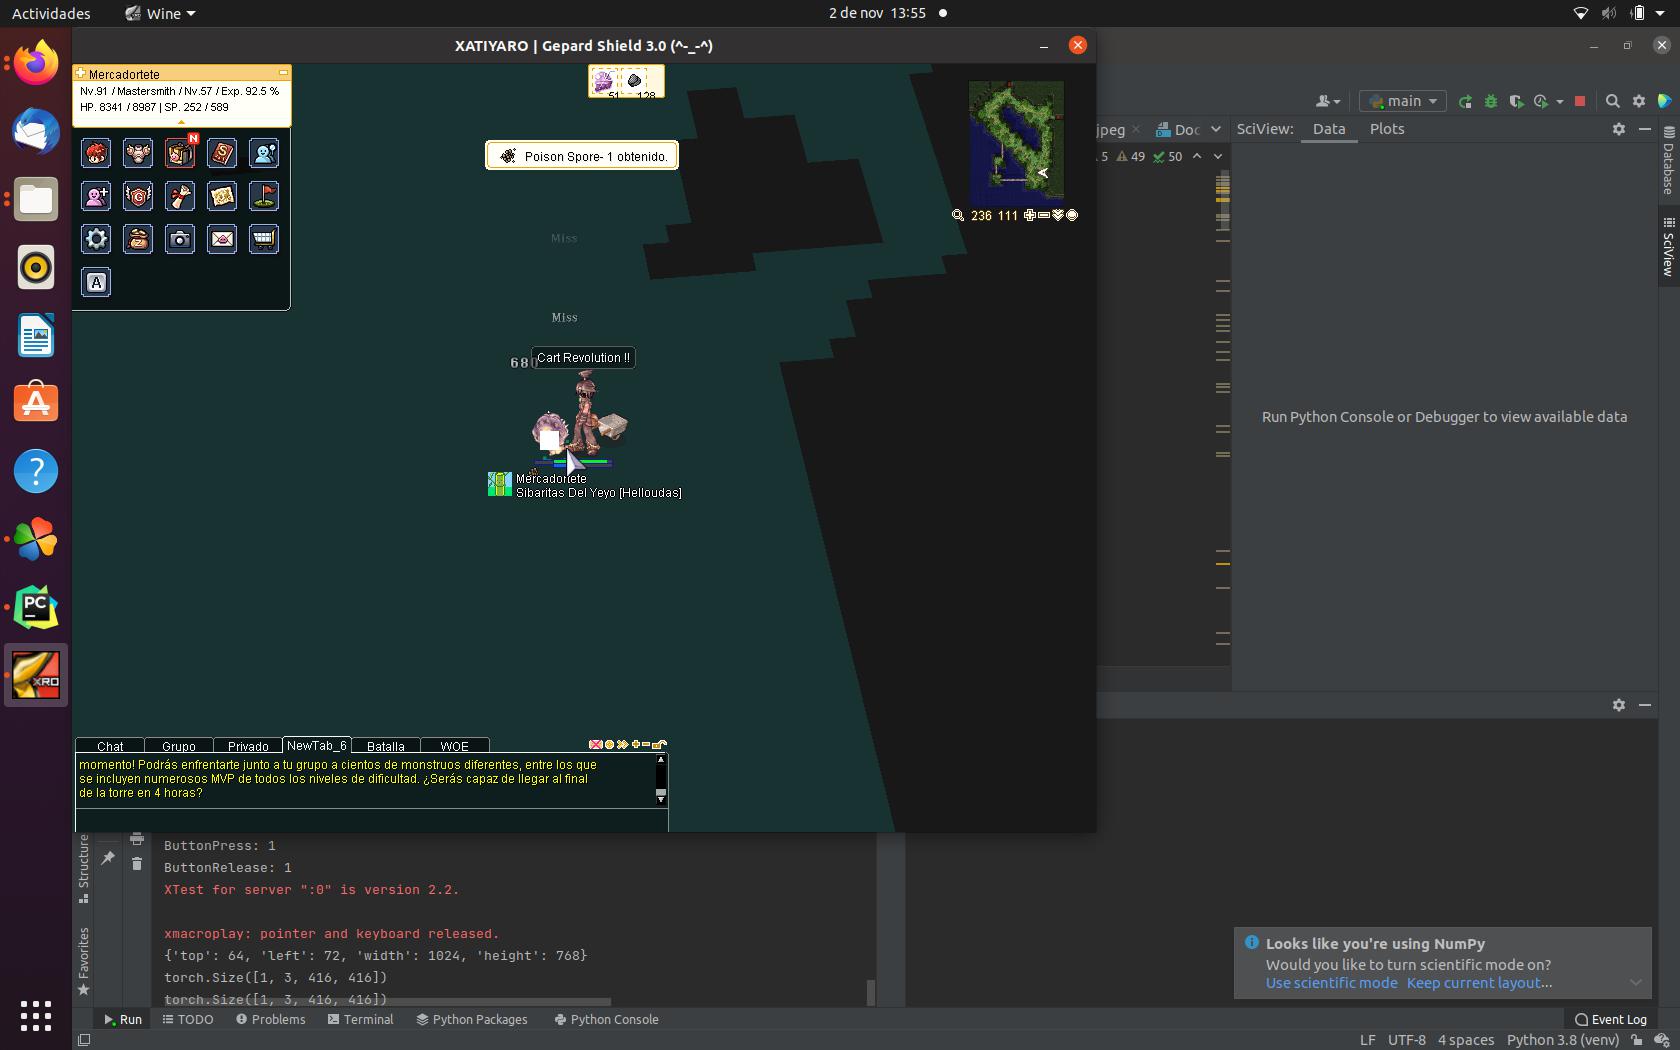 Actividades
Wine
2 de nov 13:55
XATIYARO | Gepard Shield 3.0 (^-_-^)
Mercadortete
Nv.91 / Mastersmith / Nv.57 / Exp. 92.5 %
HP. 8341 / 8987 | SP. 252 / 589
N
A
51
128
Poison Spore- 1 obtenido.
Miss
Miss
680
Cart Revolution !!
Mercadortete
Sibaritas Del Yeyo [Helloudas]
236 111
Chat
Grupo
Privado
NewTab_6
Batalla
WOE
momento! Podrás enfrentarte junto a tu grupo a cientos de monstruos diferentes, entre los que
se incluyen numerosos MVP de todos los niveles de dificultad. ¿Serás capaz de llegar al final
de la torre en 4 horas?
main
jpeg
Doc
SciView:
Data
Plots
5
49
50
Database
SciView
Run Python Console or Debugger to view available data
PC
XRO
Structure
Favorites
ButtonPress: 1
ButtonRelease: 1
XTest for server ":0" is version 2.2.
xmacroplay: pointer and keyboard released.
{'top': 64, 'left': 72, 'width': 1024, 'height': 768}
torch.Size([1, 3, 416, 416])
torch.Size([1, 3, 416, 416])
Looks like you're using NumPy
Would you like to turn scientific mode on?
Use scientific mode Keep current layout...
Run
TODO
Problems
Terminal
Python Packages
Python Console
Event Log
LF UTF-8 4 spaces Python 3.8 (venv)